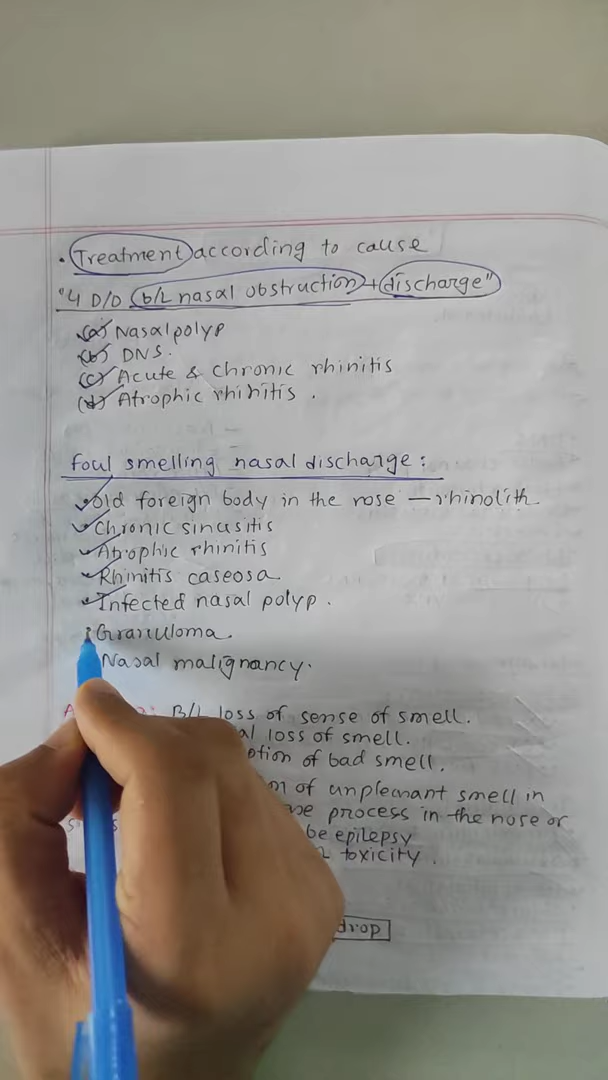 . Treatment according to cause
"4 D/D b/L nasal obstruction + discharge"
(a) Nasal polyp
(b) DNS.
(c) Acute & chronic rhinitis
(d) Atrophic rhinitis .
Foul smelling nasal discharge :
Old foreign body in the nose — rhinolith
Chronic sinusitis
Atrophic rhinitis
Rhinitis caseosa
Infected nasal polyp .
Granuloma.
Nasal malignancy.
B/L loss of sense of smell.
loss of smell.
of bad smell.
of unpleasant smell in
process in the nose or
be epilepsy
toxicity .
drop